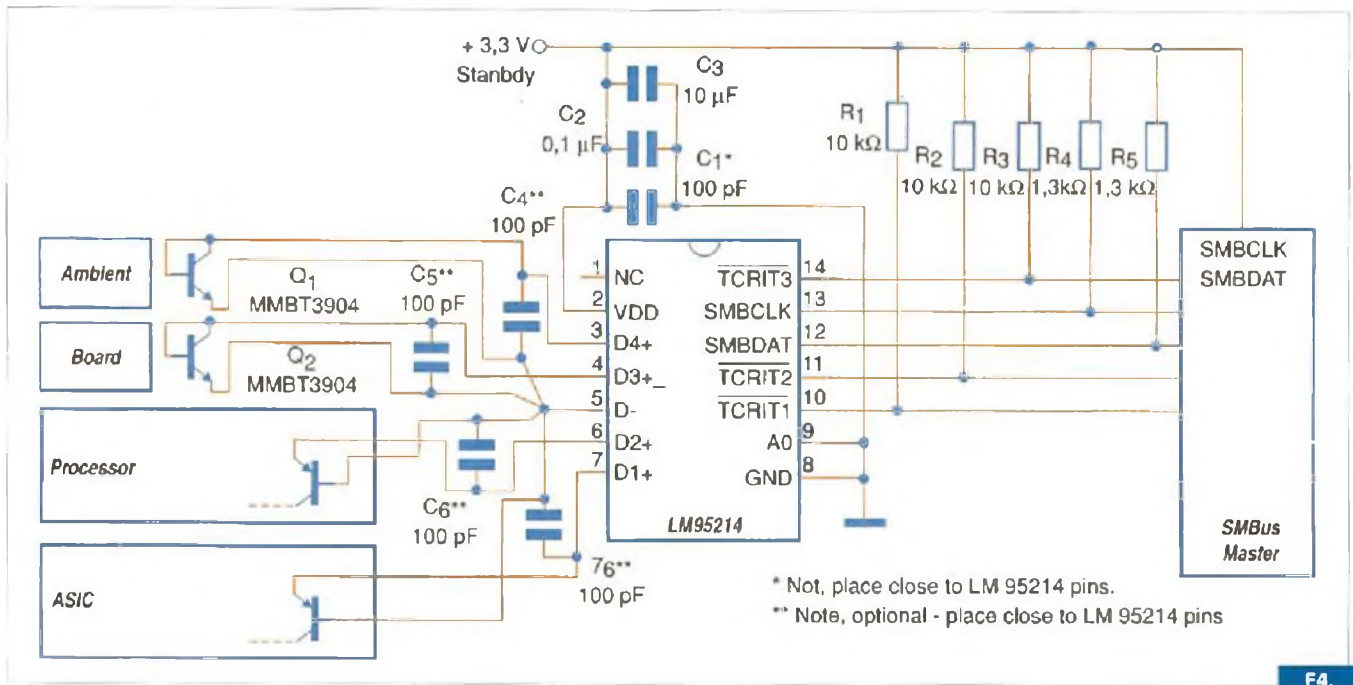 + 3,3 V
Stanbdy
C3
10 µF
C2
0,1 µF
C1*
100 pF
C4**
100 pF
R1
10 kΩ
R2
10 kΩ
R3
10 kΩ
R4
1,3kΩ
R5
1,3 kΩ
Ambient
Q1
MMBT3904
C5**
100 pF
Board
Q2
MMBT3904
Processor
C6**
100 pF
ASIC
76**
100 pF
1 NC
2 VDD
3 D4+
4 D3+_
5 D-
6 D2+
7 D1+
TCRIT3 14
SMBCLK 13
SMBDAT 12
TCRIT2 11
TCRIT1 10
A0 9
GND 8
LM95214
SMBCLK
SMBDAT
SMBus
Master
* Not, place close to LM 95214 pins.
** Note, optional - place close to LM 95214 pins
F4.